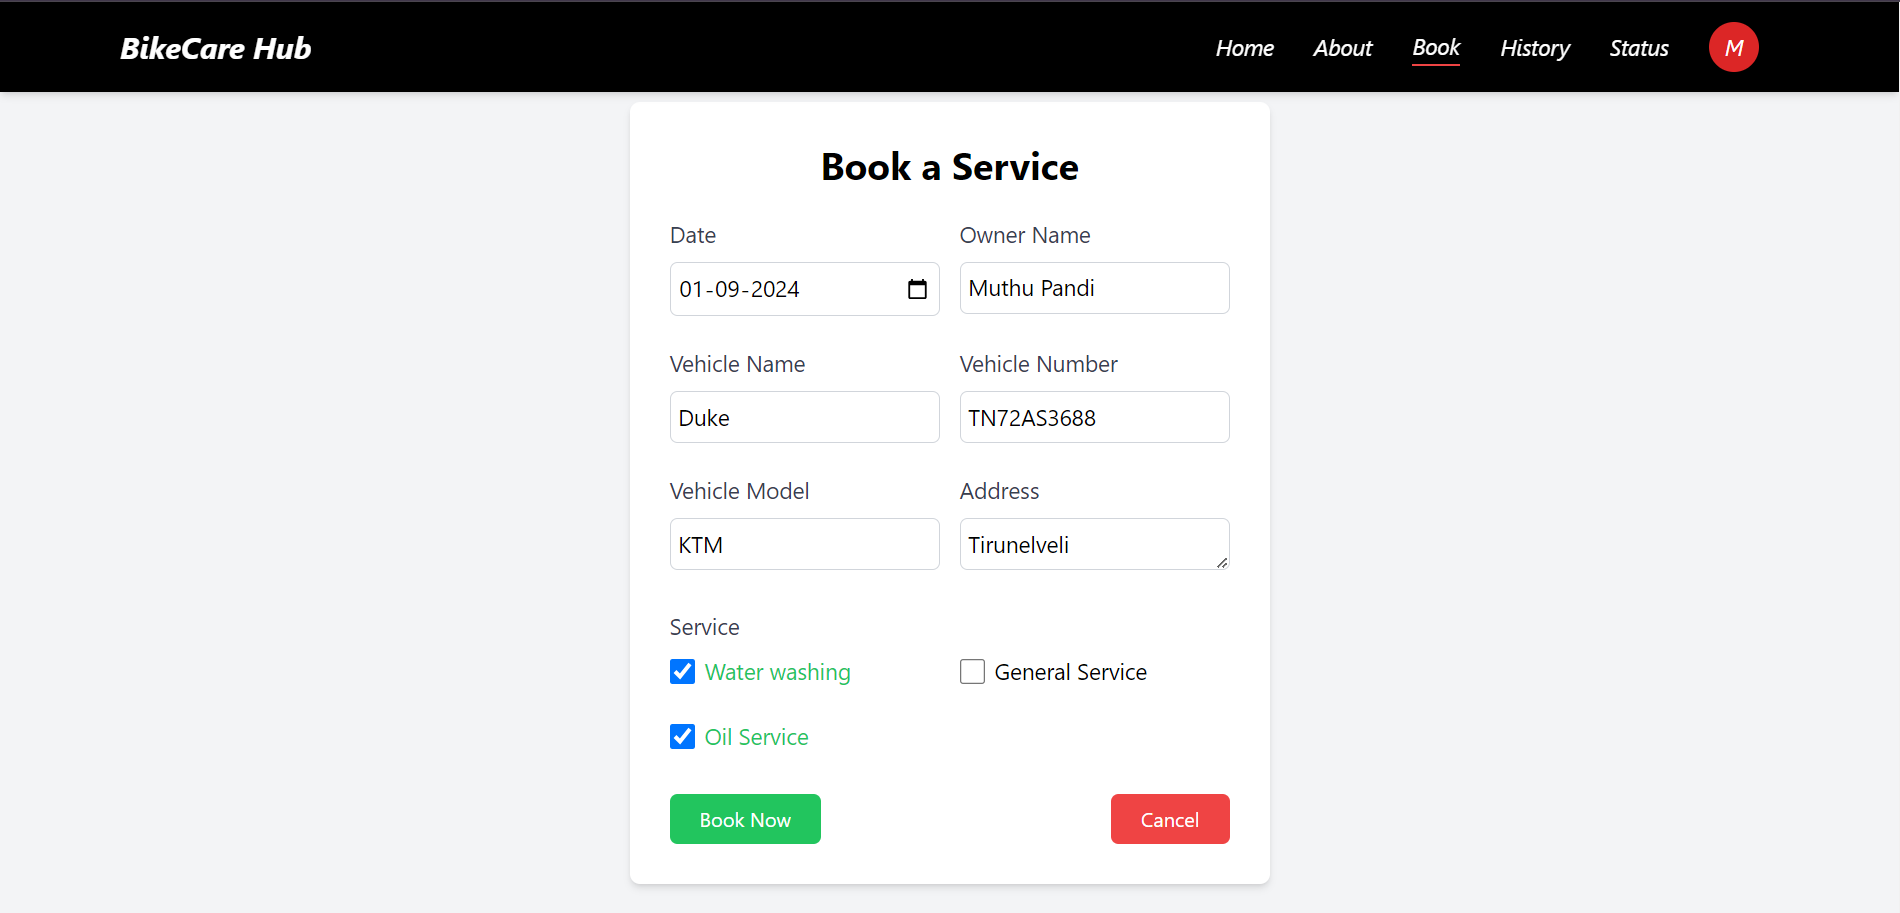 BikeCare Hub Home About Book History Status M
Book a Service
Date Owner Name
01-09-2024 Muthu Pandi
Vehicle Name Vehicle Number
Duke TN72AS3688
Vehicle Model Address
KTM Tirunelveli
Service
Water washing General Service
Oil Service
Book Now Cancel